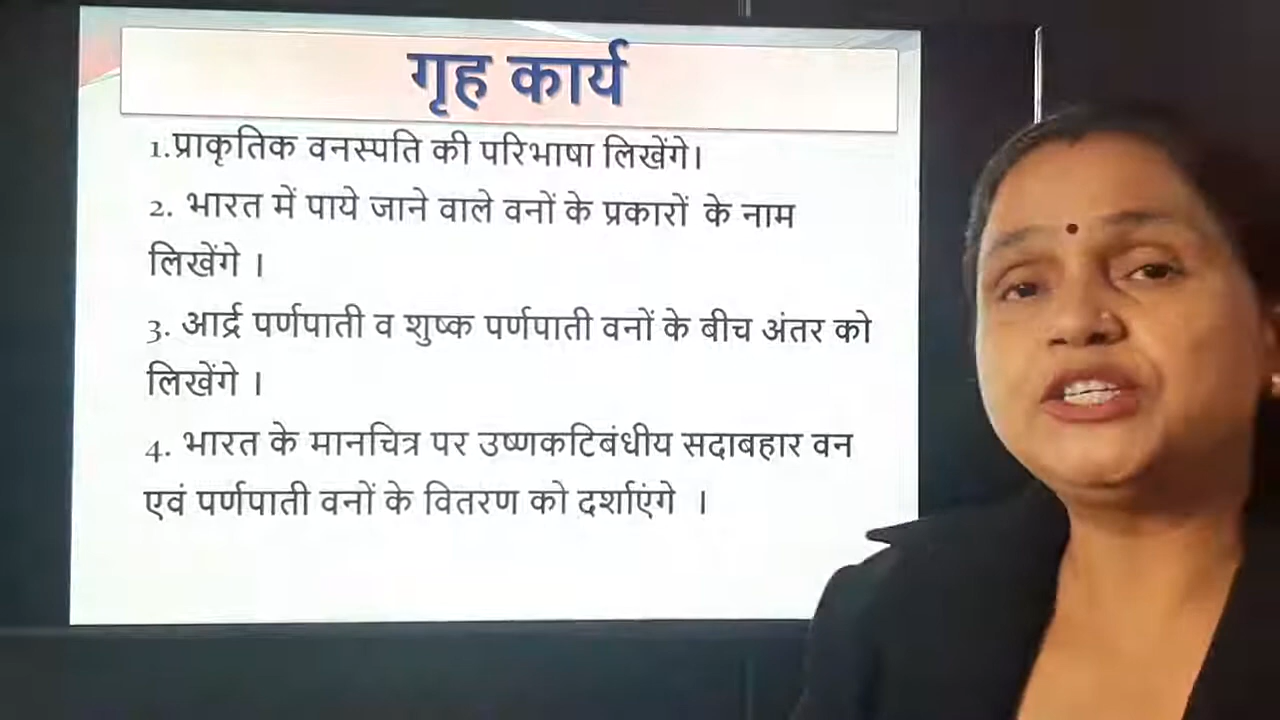 गृह कार्य
1.प्राकृतिक वनस्पति की परिभाषा लिखेंगे।
2. भारत में पाये जाने वाले वनों के प्रकारों के नाम
लिखेंगे ।
3. आर्द्र पर्णपाती व शुष्क पर्णपाती वनों के बीच अंतर को
लिखेंगे ।
4. भारत के मानचित्र पर उष्णकटिबंधीय सदाबहार वन
एवं पर्णपाती वनों के वितरण को दर्शाएंगे ।